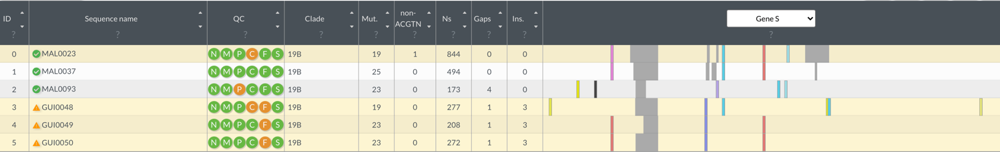 ID Sequence name QC Clade Mut. non-ACGTN Ns Gaps Ins. Gene S
? ? ? ? ? ? ? ? ? ?
0 MAL0023 N M P C F S 19B 19 1 844 0 0
1 MAL0037 N M P C F S 19B 25 0 494 0 0
2 MAL0093 N M P C F S 19B 23 0 173 4 0
3 GUI0048 N M P C F S 19B 19 0 277 1 3
4 GUI0049 N M P C F S 19B 23 0 208 1 3
5 GUI0050 N M P C F S 19B 23 0 272 1 3